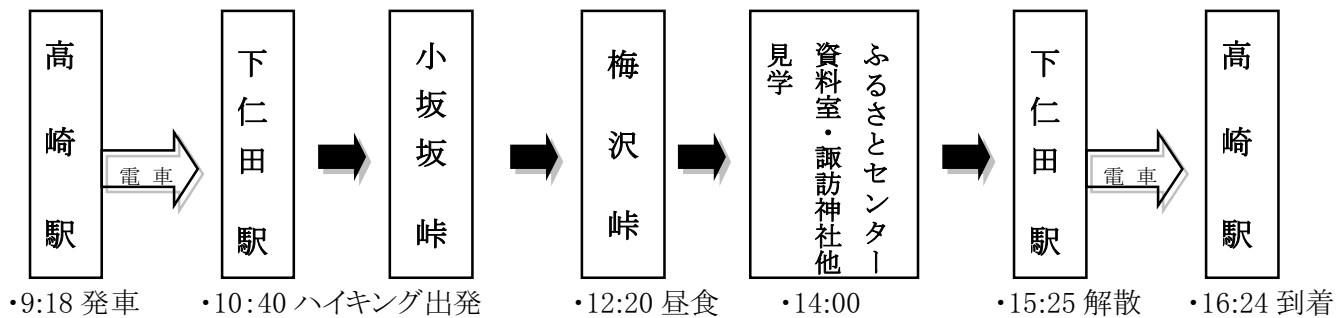 高崎駅
電車
下仁田駅
小坂坂峠
梅沢峠
ふるさとセンター
資料室・諏訪神社他
見学
下仁田駅
電車
高崎駅
・9:18 発車
・10:40 ハイキング出発
・12:20 昼食
・14:00
・15:25 解散
・16:24 到着